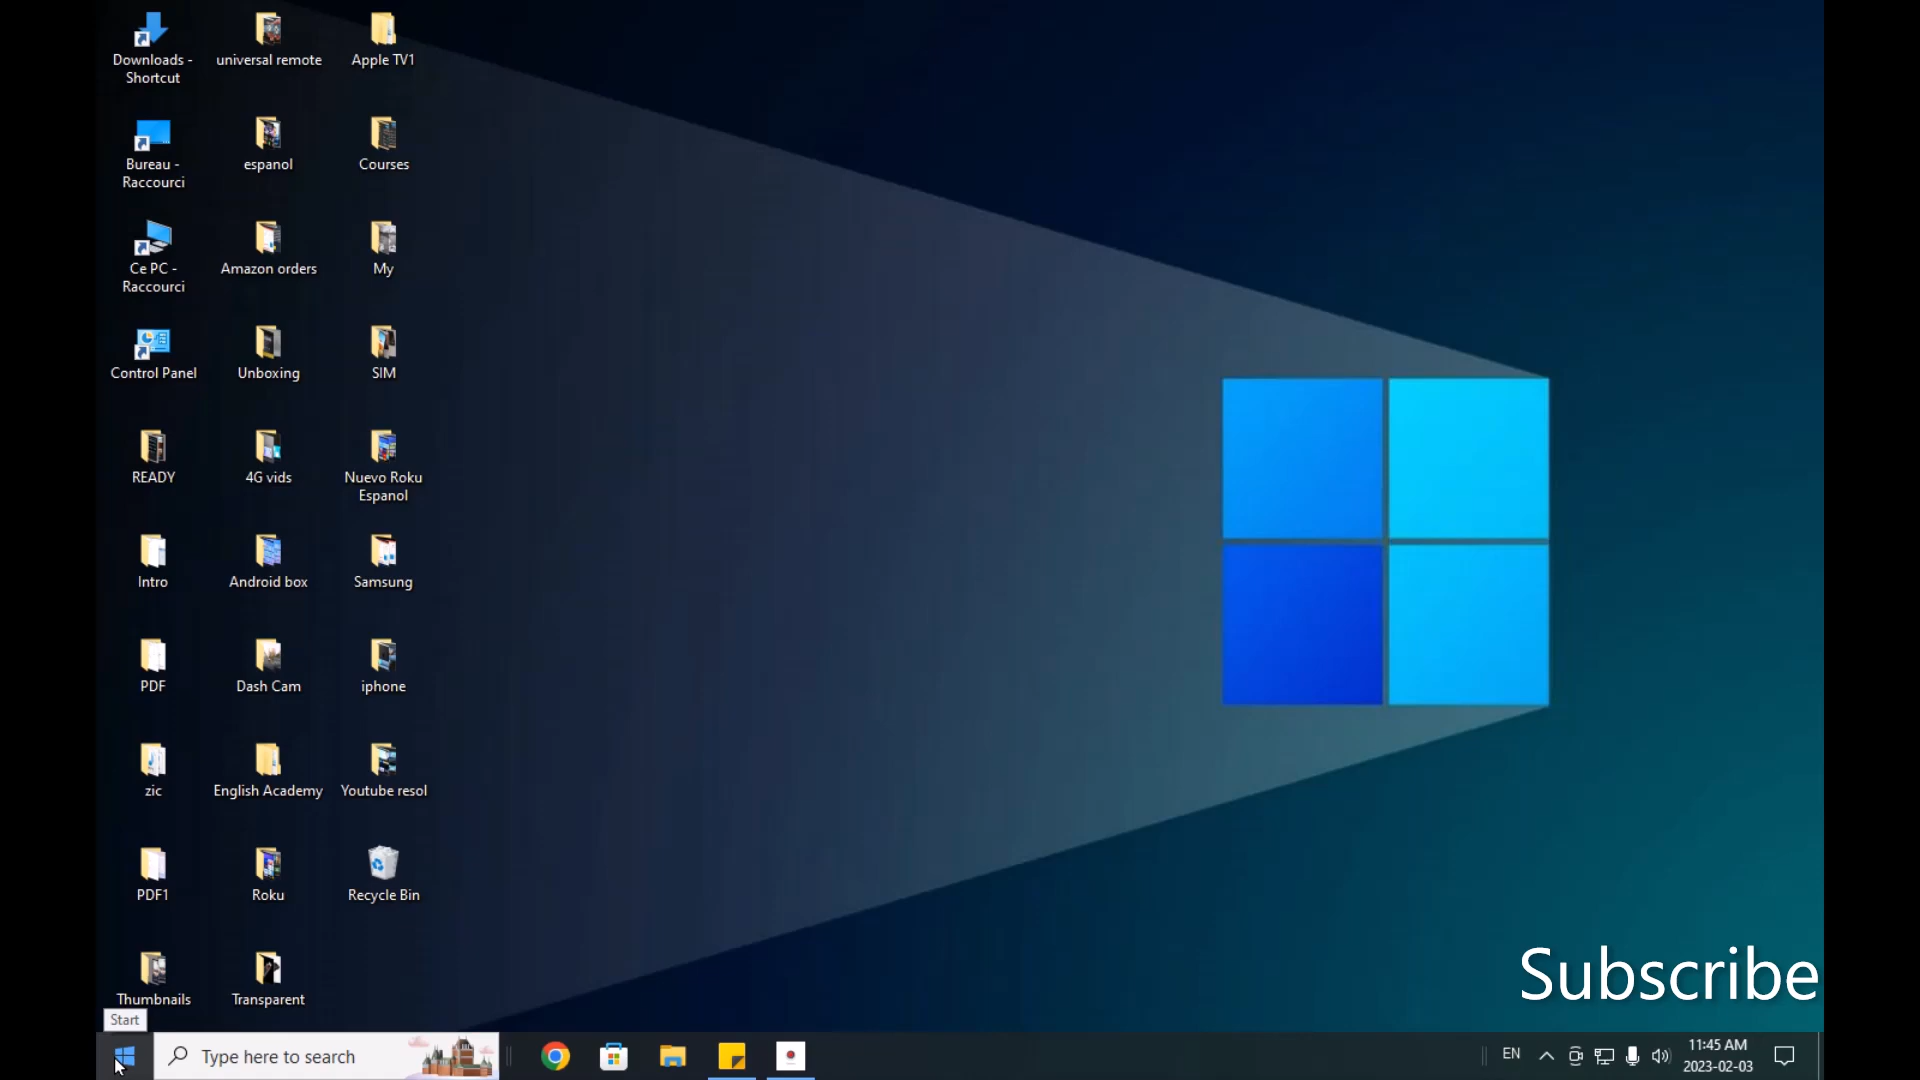 Downloads -
Shortcut
universal remote
Apple TV1
Bureau -
Raccourci
espanol
Courses
Ce PC -
Raccourci
Amazon orders
My
Control Panel
Unboxing
SIM
READY
4G vids
Nuevo Roku
Espanol
Intro
Android box
Samsung
PDF
Dash Cam
iphone
zic
English Academy
Youtube resol
PDF1
Roku
Recycle Bin
Thumbnails
Transparent
Subscribe
Start
Type here to search
EN
11:45 AM
2023-02-03